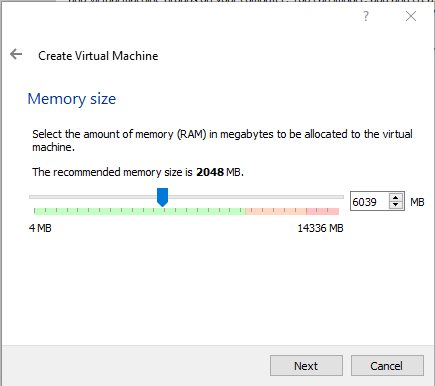 ?
Create Virtual Machine
Memory size
Select the amount of memory (RAM) in megabytes to be allocated to the virtual
machine.
The recommended memory size is 2048 MB.
6039 MB
4 MB 14336 MB
Next Cancel